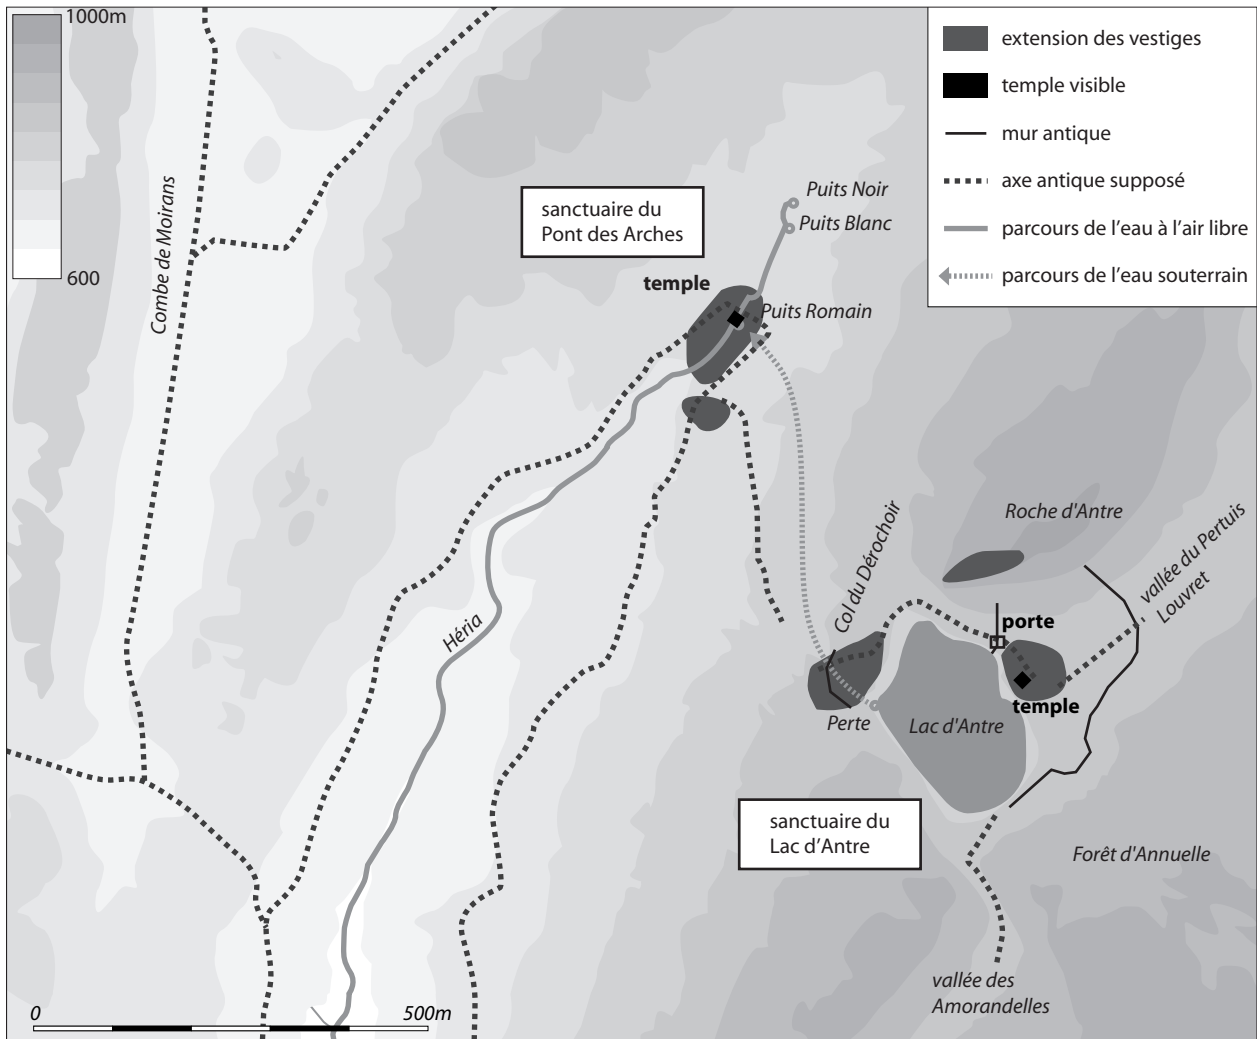 1000m
600
extension des vestiges
temple visible
mur antique
axe antique supposé
parcours de l'eau à l'air libre
parcours de l'eau souterrain
Combe de Moirans
sanctuaire du
Pont des Arches
Puits Noir
Puits Blanc
temple
Puits Romain
Roche d'Antre
vallée du Pertuis
Louvret
Col du Dérochoir
Héria
porte
temple
Perte
Lac d'Antre
sanctuaire du
Lac d'Antre
Forêt d'Annuelle
vallée des
Amorandelles
0
500m